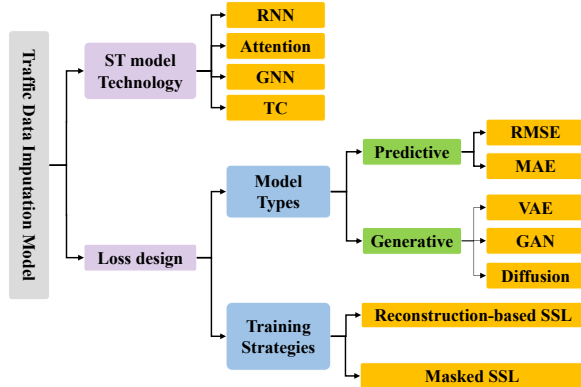 Traffic Data Imputation Model
ST model
Technology
RNN
Attention
GNN
TC
Loss design
Model
Types
Predictive
RMSE
MAE
Generative
VAE
GAN
Diffusion
Training
Strategies
Reconstruction-based SSL
Masked SSL